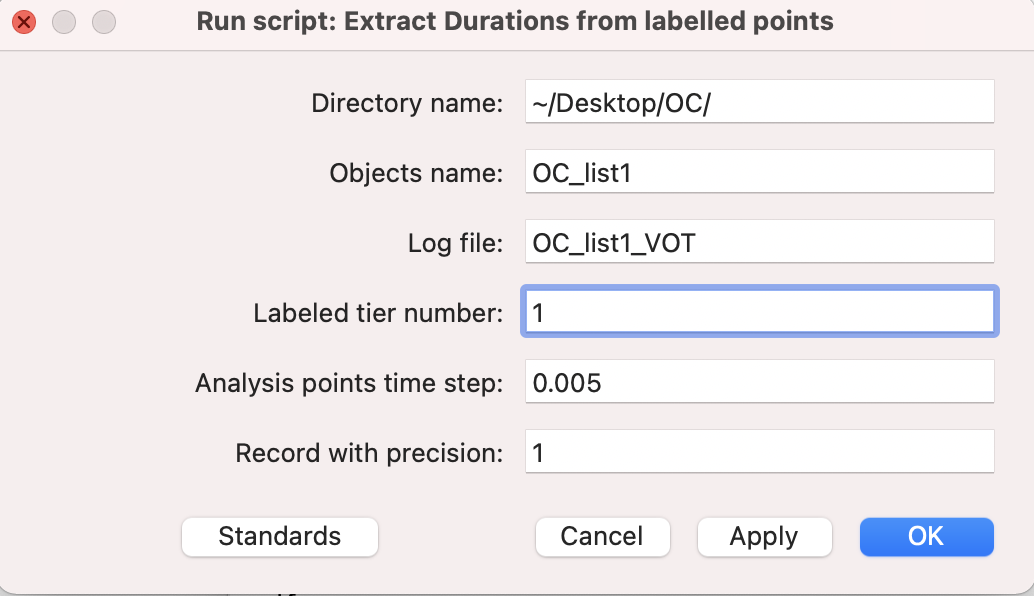 Run script: Extract Durations from labelled points
Directory name: ~/Desktop/OC/
Objects name: OC_list1
Log file: OC_list1_VOT
Labeled tier number: 1
Analysis points time step: 0.005
Record with precision: 1
Standards Cancel Apply OK